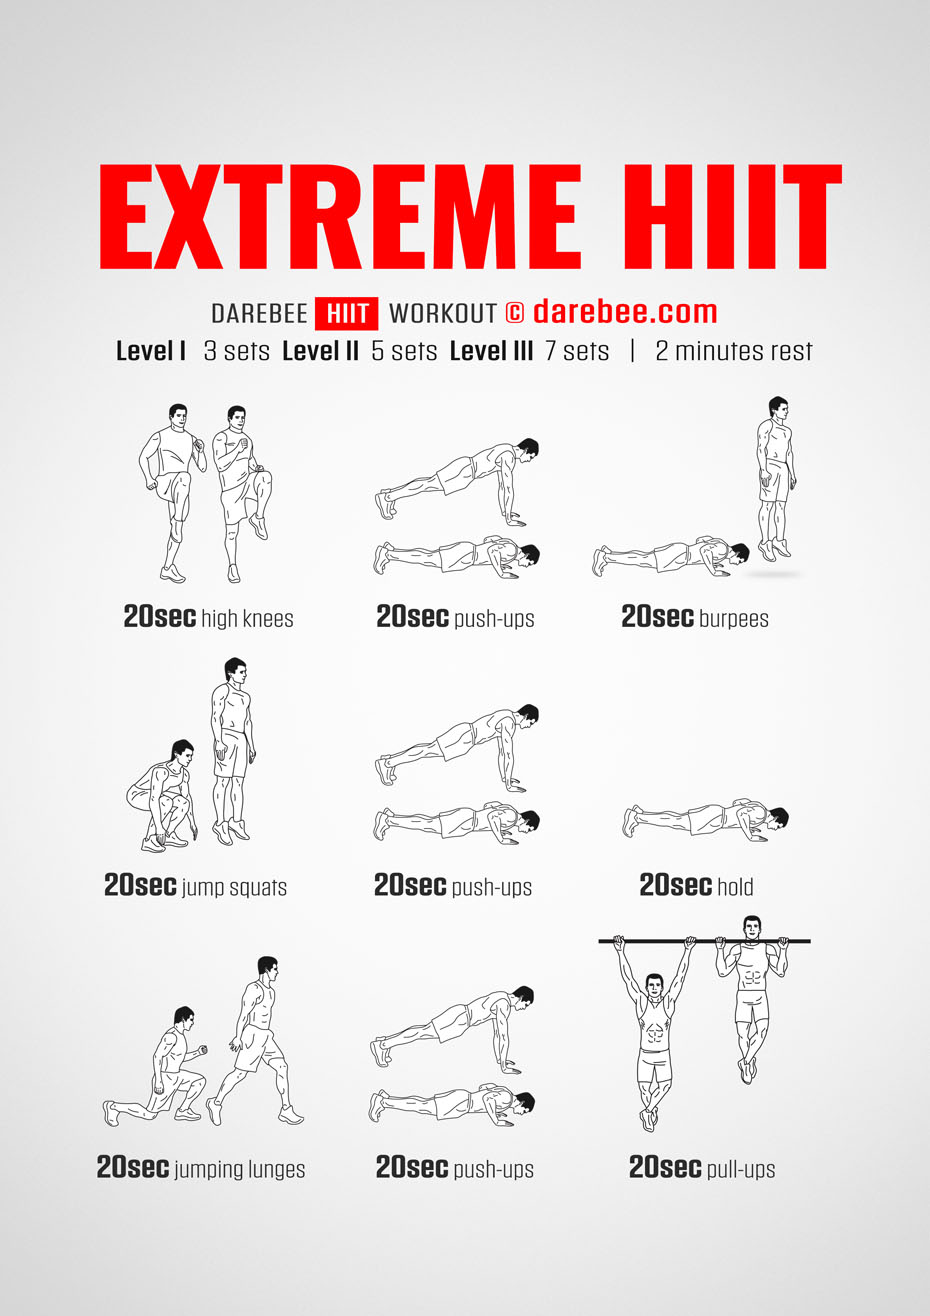 EXTREME HIIT
DAREBEE HIIT WORKOUT © darebee.com
Level I 3 sets Level II 5 sets Level III 7 sets | 2 minutes rest
20sec high knees
20sec push-ups
20sec burpees
20sec jump squats
20sec push-ups
20sec hold
20sec jumping lunges
20sec push-ups
20sec pull-ups